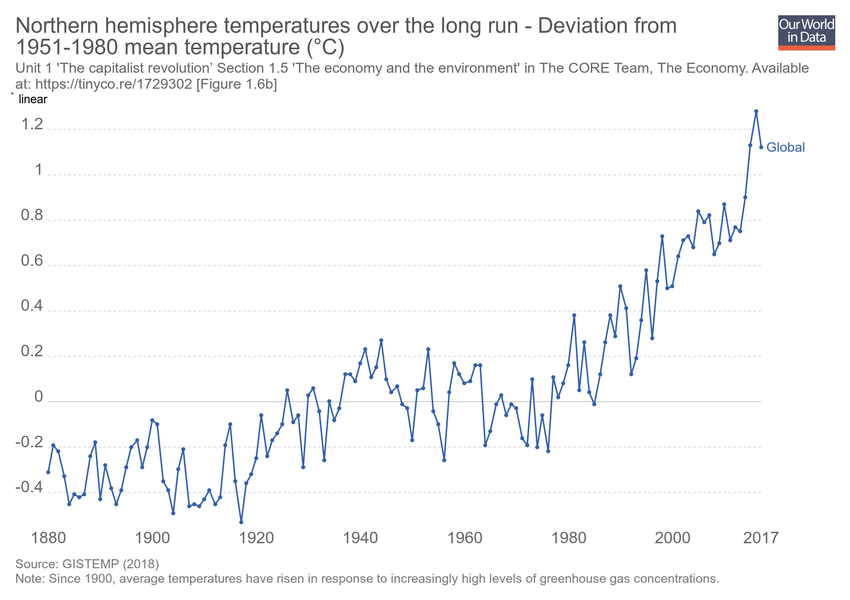 Northern hemisphere temperatures over the long run - Deviation from
1951-1980 mean temperature (°C)
Our World
in Data
Unit 1 'The capitalist revolution' Section 1.5 'The economy and the environment' in The CORE Team, The Economy. Available
at: https://tinyco.re/1729302 [Figure 1.6b]
linear
1.2
1
0.8
0.6
0.4
0.2
0
-0.2
-0.4
Global
1880 1900 1920 1940 1960 1980 2000 2017
Source: GISTEMP (2018)
Note: Since 1900, average temperatures have risen in response to increasingly high levels of greenhouse gas concentrations.